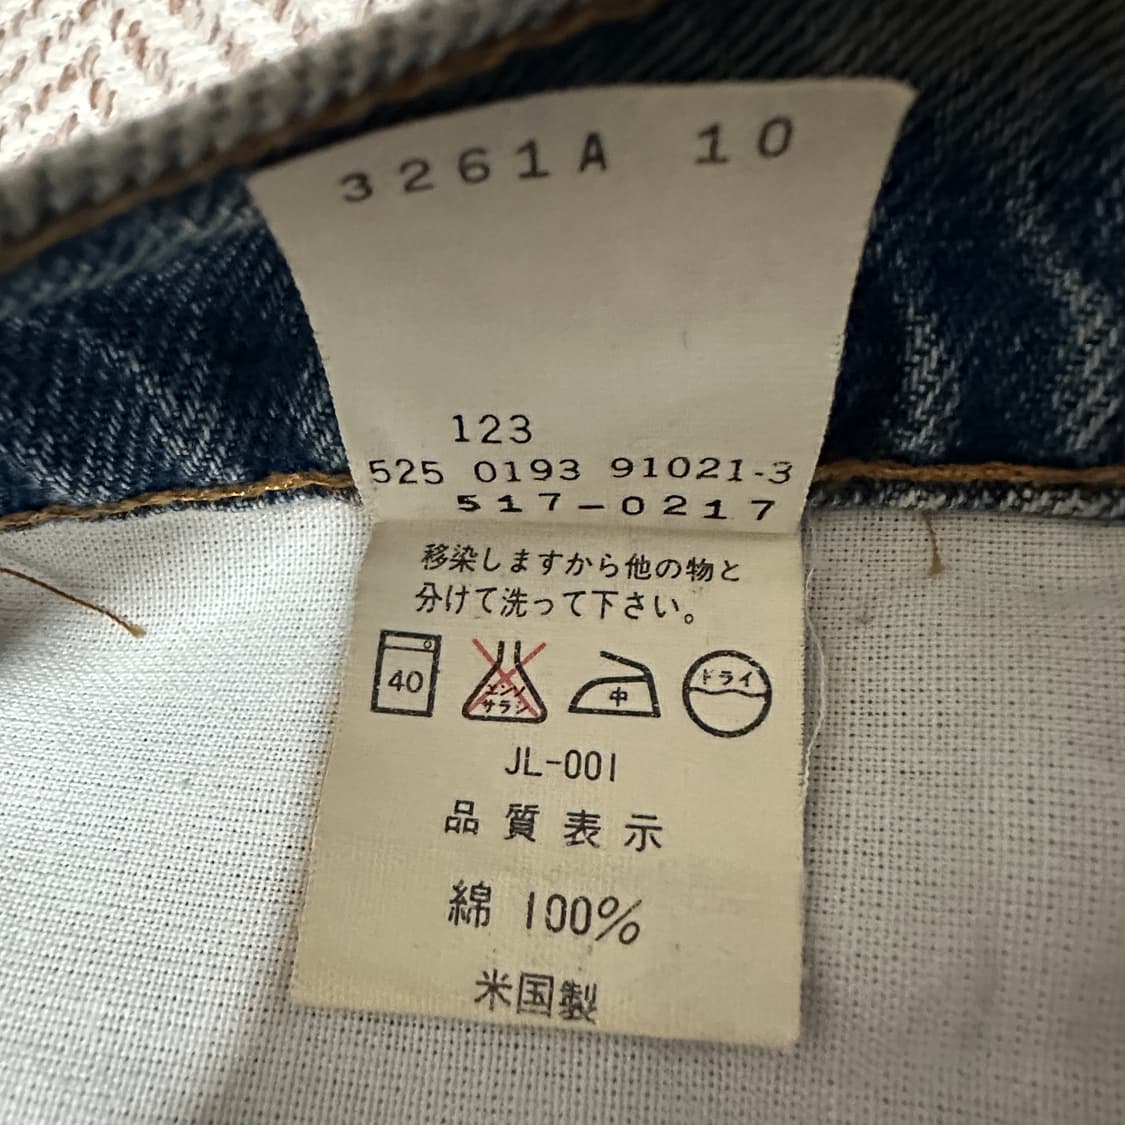 3261A 10
123
525 0193 91021-3
517-0217
移染しますから他の物と
分けて洗って下さい。
40 エンソサラシ 中 ドライ
JL-001
品質表示
綿 100%
米国製